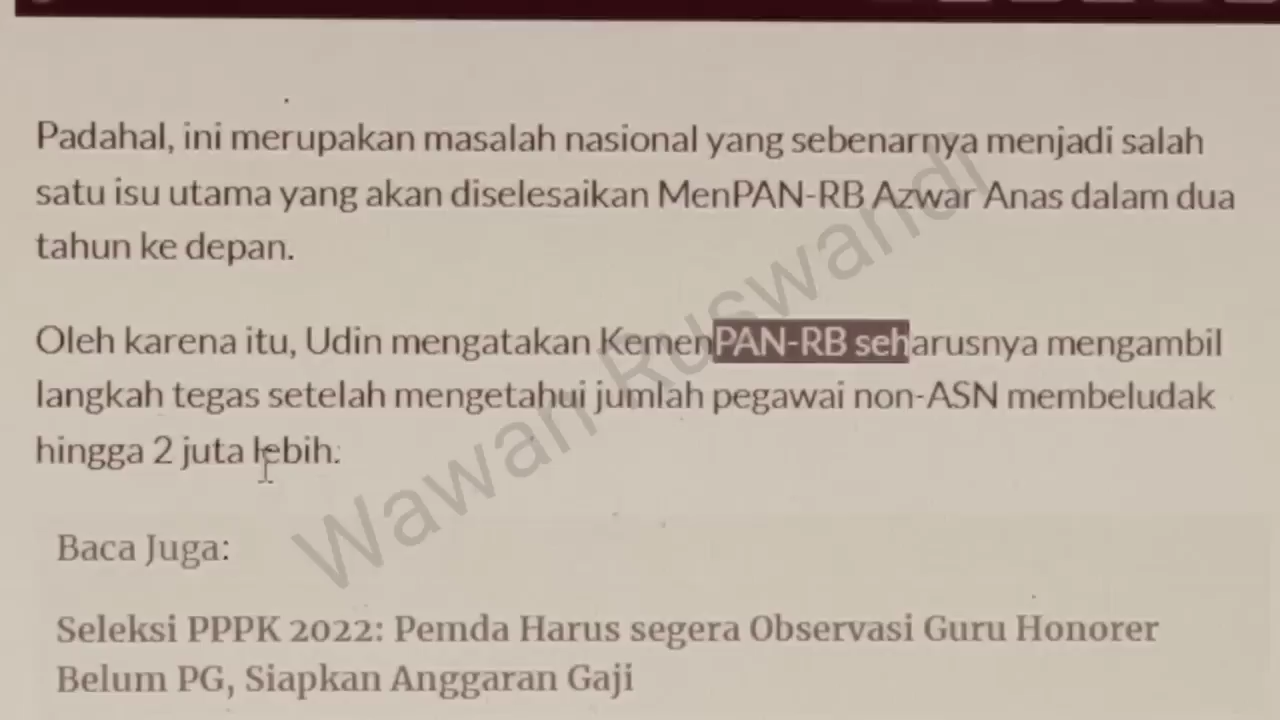 Padahal, ini merupakan masalah nasional yang sebenarnya menjadi salah
satu isu utama yang akan diselesaikan MenPAN-RB Azwar Anas dalam dua
tahun ke depan.
Oleh karena itu, Udin mengatakan KemenPAN-RB seharusnya mengambil
langkah tegas setelah mengetahui jumlah pegawai non-ASN membeludak
hingga 2 juta lebih.
Wawan Ruswandi
Baca Juga:
Seleksi PPPK 2022: Pemda Harus segera Observasi Guru Honorer
Belum PG, Siapkan Anggaran Gaji